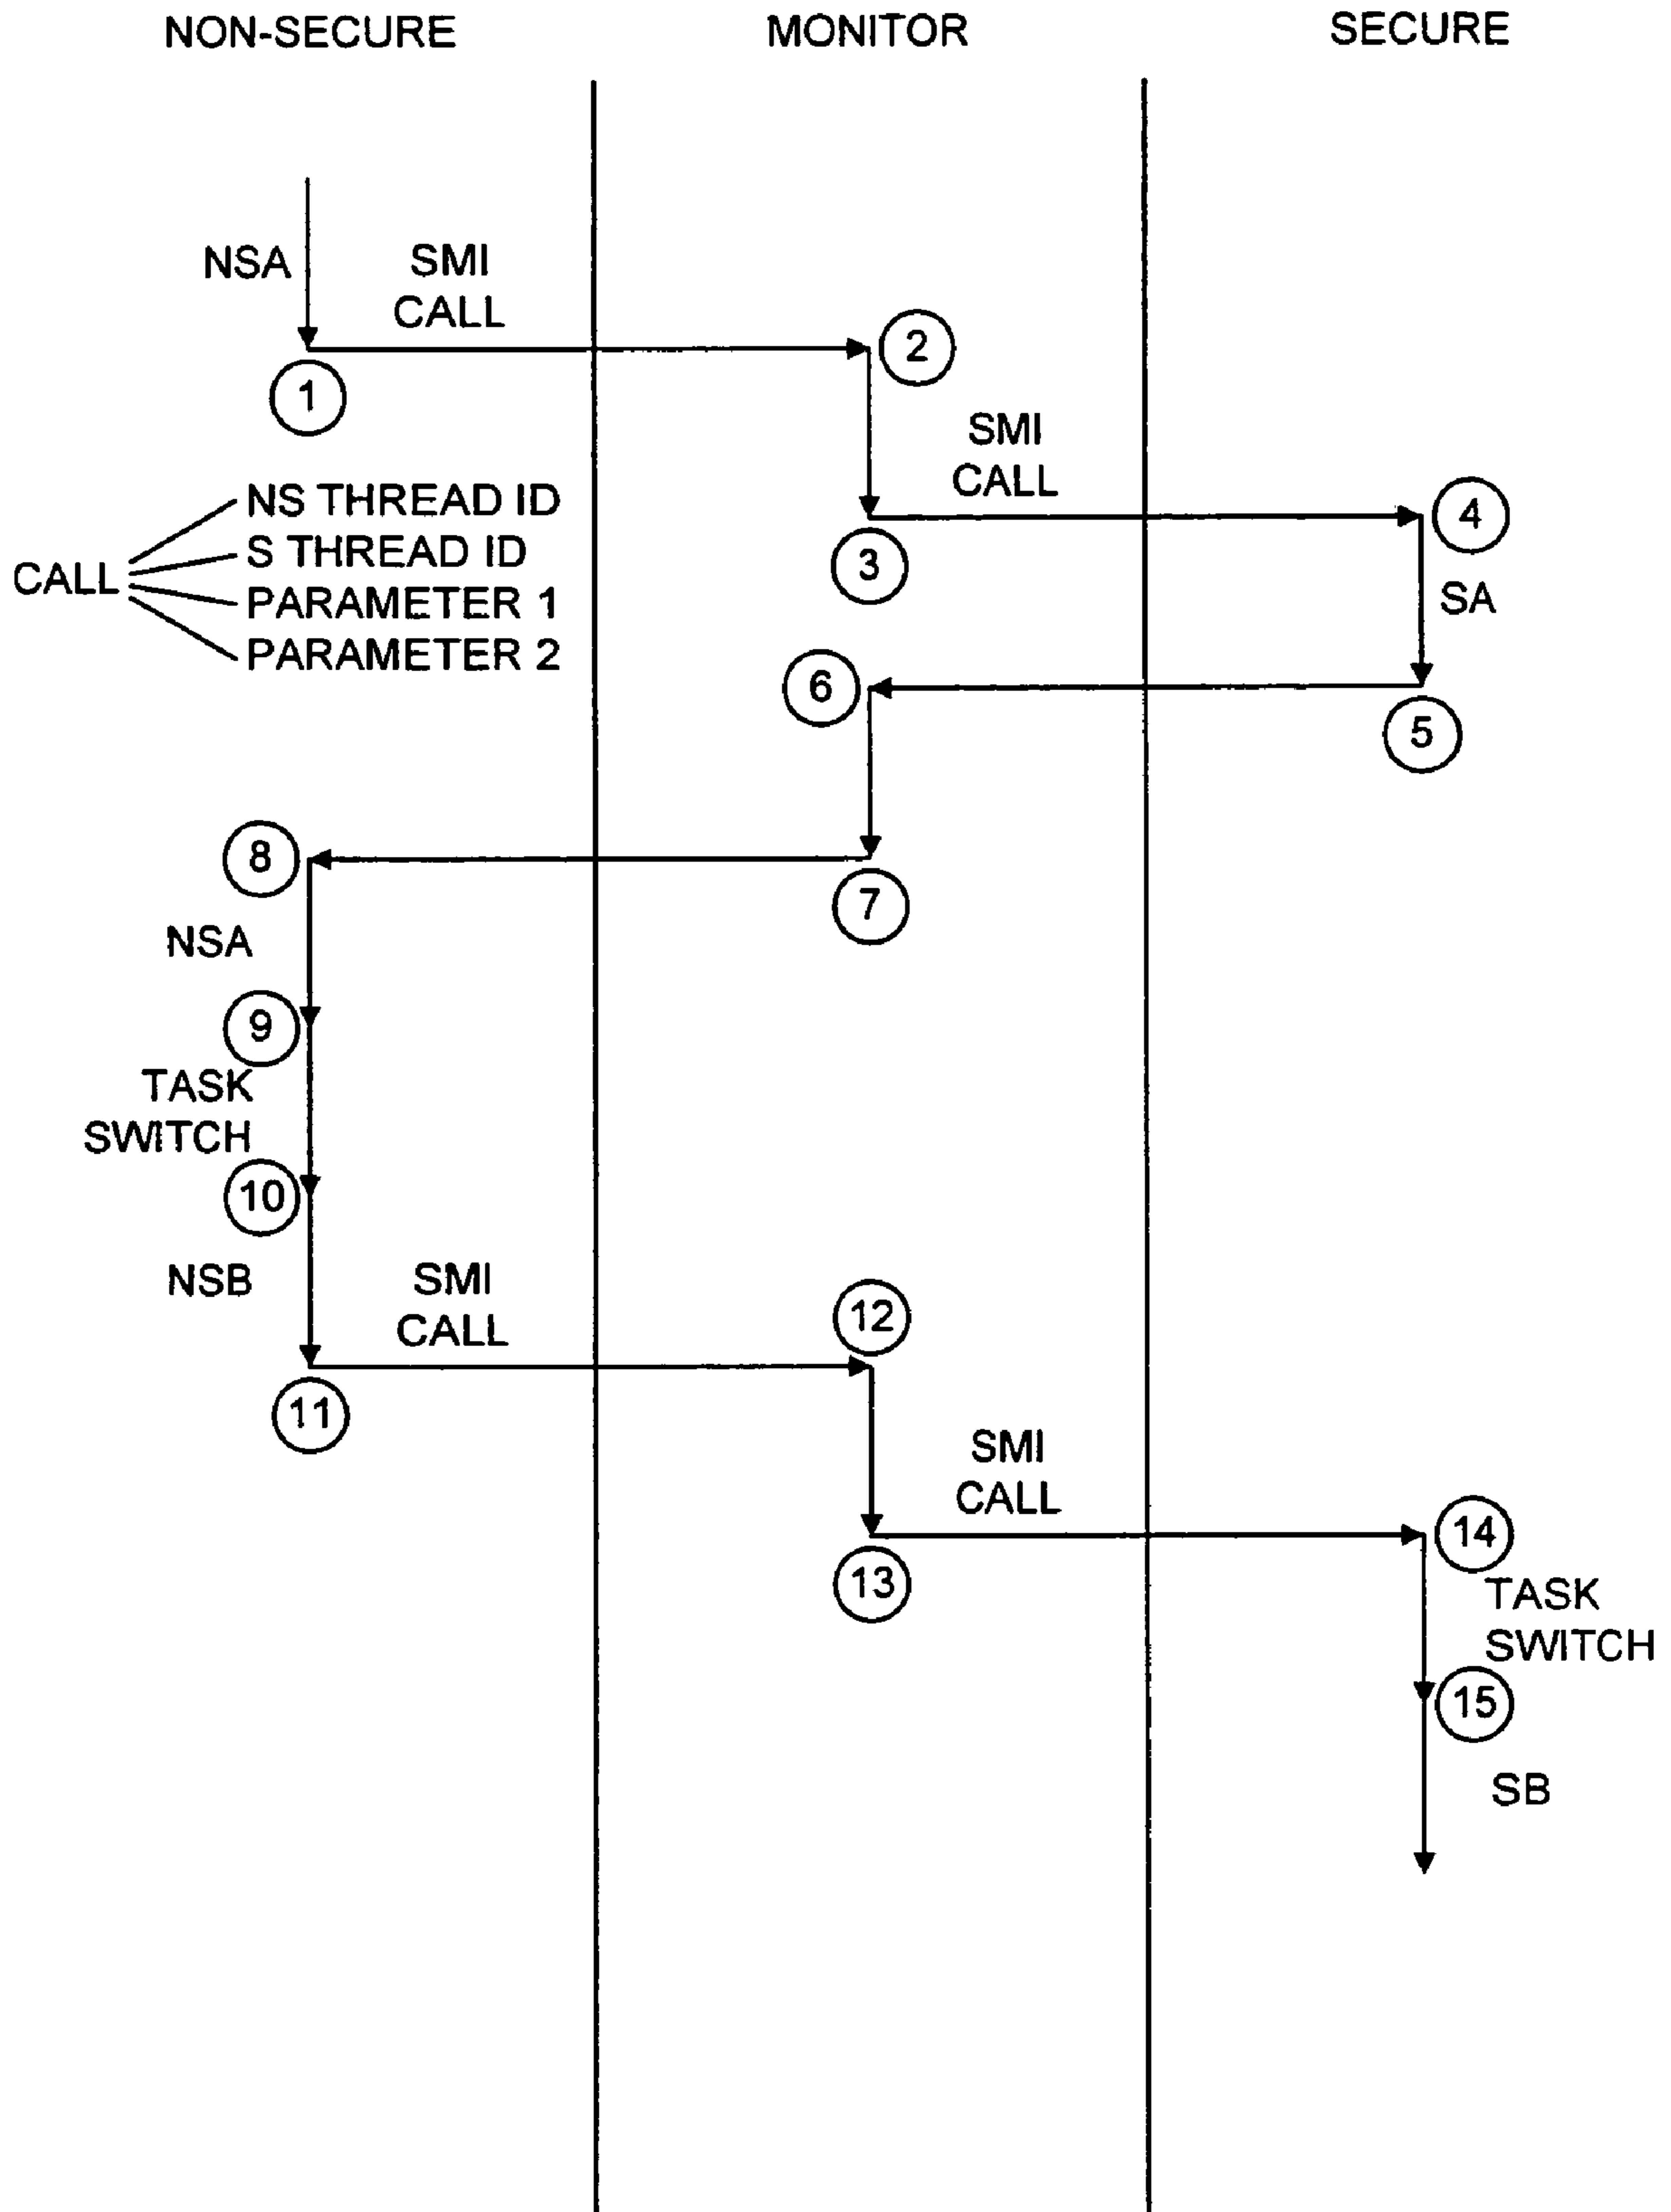 NON-SECURE
MONITOR
SECURE
NSA
SMI
CALL
2
1
SMI
CALL
4
NS THREAD ID
S THREAD ID
CALL
PARAMETER 1
PARAMETER 2
3
SA
6
5
8
7
NSA
9
TASK
SWITCH
10
NSB
SMI
CALL
12
11
SMI
CALL
14
13
TASK
SWITCH
15
SB